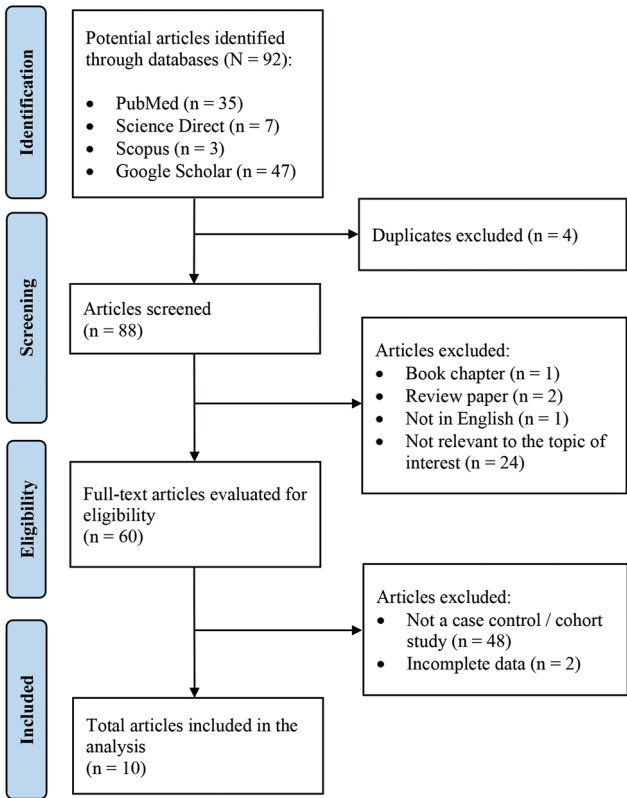 Identification
Potential articles identified
through databases (N = 92):
• PubMed (n = 35)
• Science Direct (n = 7)
• Scopus (n = 3)
• Google Scholar (n = 47)
Duplicates excluded (n = 4)
Screening
Articles screened
(n = 88)
Articles excluded:
• Book chapter (n = 1)
• Review paper (n = 2)
• Not in English (n = 1)
• Not relevant to the topic of
interest (n = 24)
Eligibility
Full-text articles evaluated for
eligibility
(n = 60)
Articles excluded:
• Not a case control / cohort
study (n = 48)
• Incomplete data (n = 2)
Included
Total articles included in the
analysis
(n = 10)